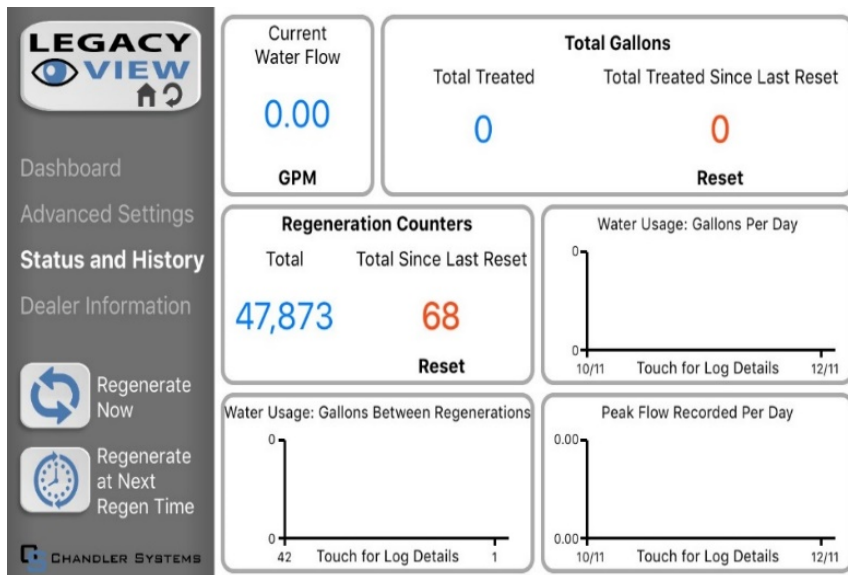 LEGACY
VIEW
Dashboard
Advanced Settings
Status and History
Dealer Information
Regenerate
Now
Regenerate
at Next
Regen Time
CHANDLER SYSTEMS
Current
Water Flow
0.00
GPM
Total Gallons
Total Treated
0
Total Treated Since Last Reset
0
Reset
Regeneration Counters
Total
47,873
Total Since Last Reset
68
Reset
Water Usage: Gallons Per Day
0
0
10/11 Touch for Log Details 12/11
Water Usage: Gallons Between Regenerations
0
0
42 Touch for Log Details 1
Peak Flow Recorded Per Day
0.00
0.00
10/11 Touch for Log Details 12/11